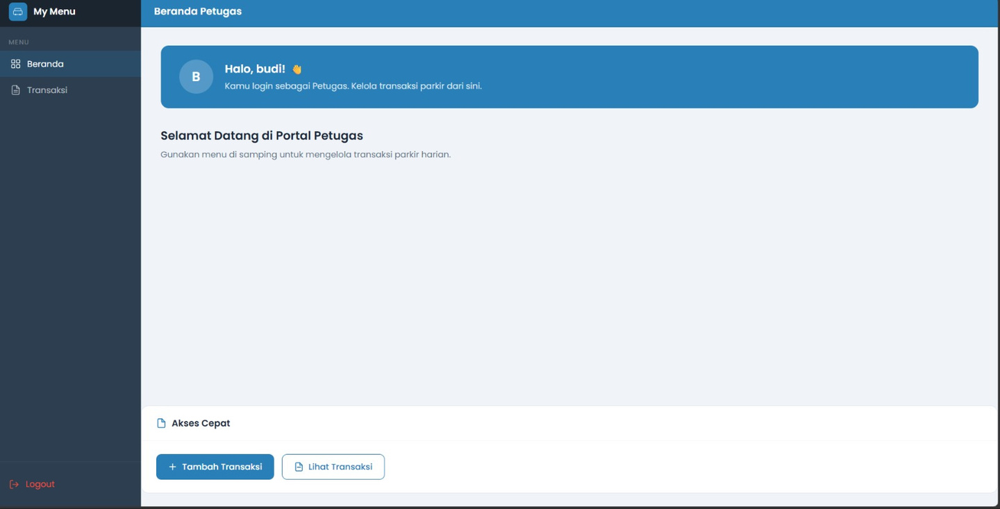 My Menu
Beranda Petugas
MENU
Beranda
Transaksi
B
Halo, budi! 👋
Kamu login sebagai Petugas. Kelola transaksi parkir dari sini.
Selamat Datang di Portal Petugas
Gunakan menu di samping untuk mengelola transaksi parkir harian.
Akses Cepat
+ Tambah Transaksi
Lihat Transaksi
Logout